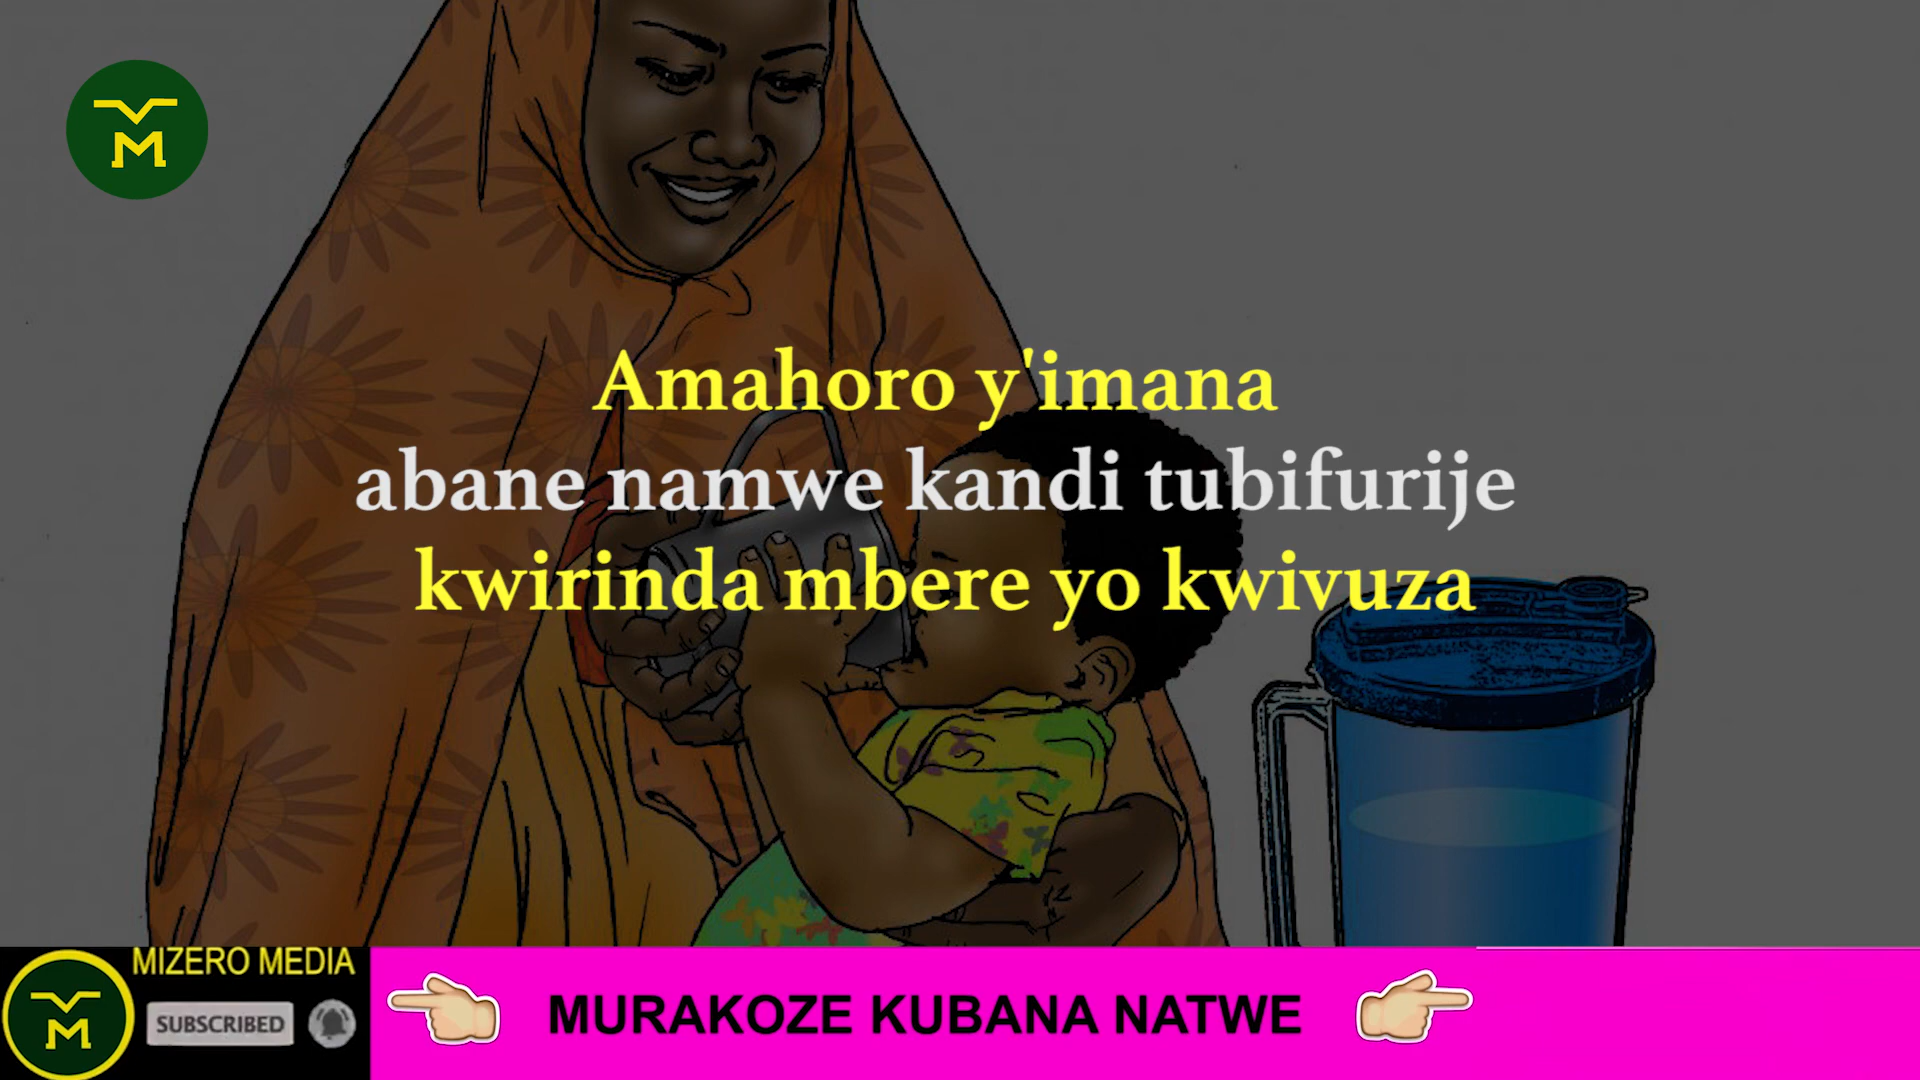 M
Amahoro y'imana
abane namwe kandi tubifurije
kwirinda mbere yo kwivuza
MIZERO MEDIA
SUBSCRIBED
M
MURAKOZE KUBANA NATWE